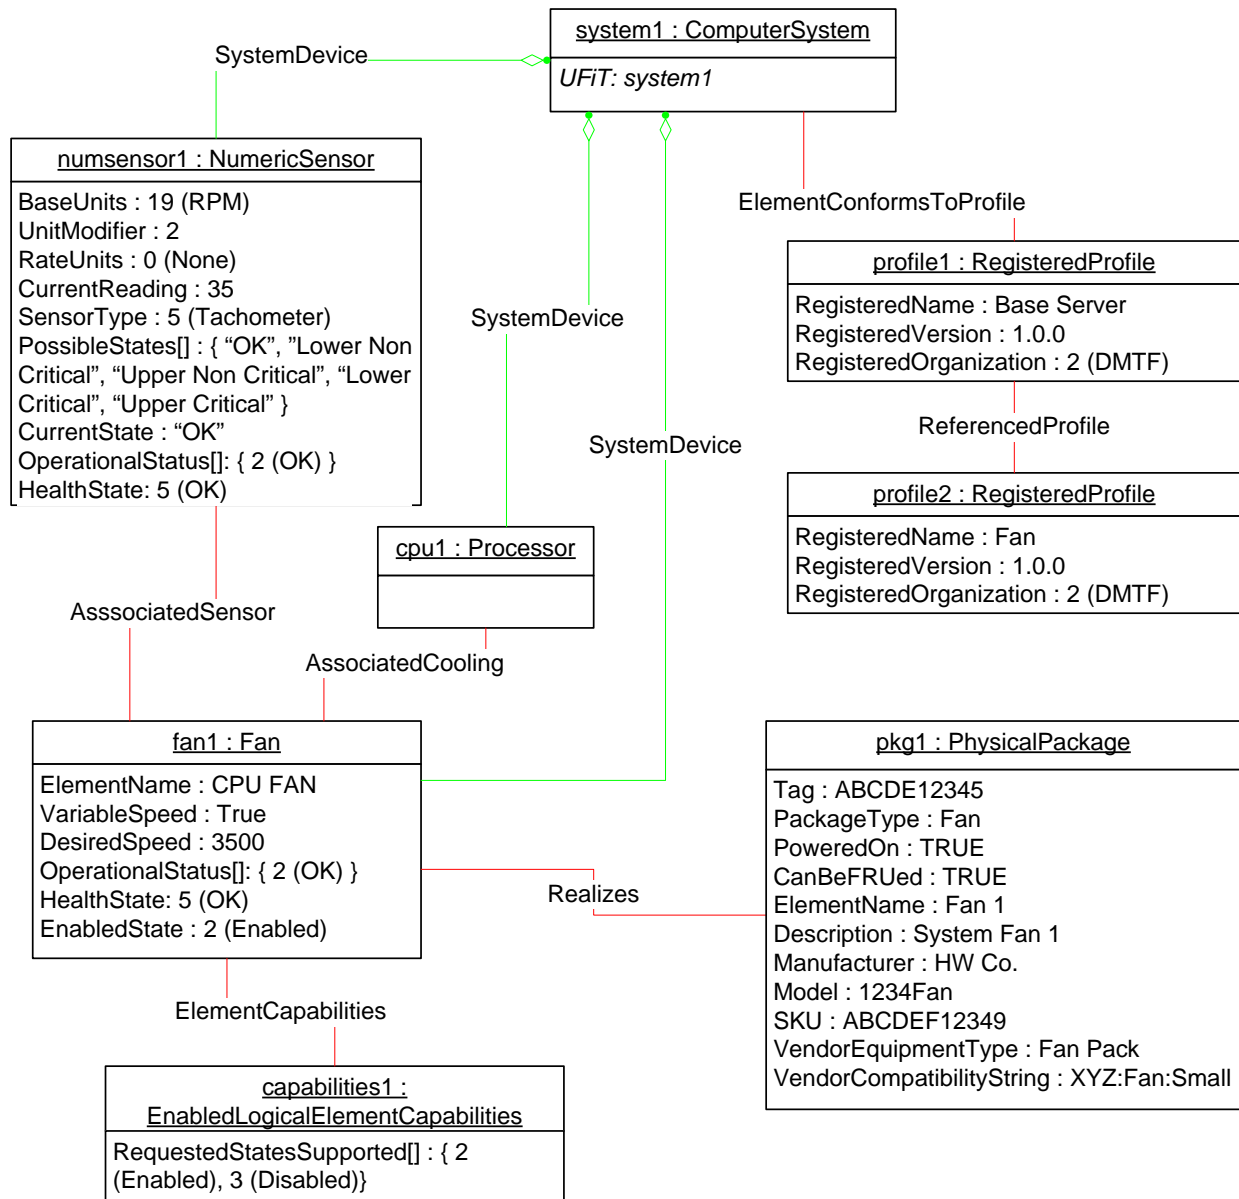 system1 : ComputerSystem
UFiT: system1
SystemDevice
numsensor1 : NumericSensor
BaseUnits : 19 (RPM)
UnitModifier : 2
RateUnits : 0 (None)
CurrentReading : 35
SensorType : 5 (Tachometer)
PossibleStates[] : { “OK”, ”Lower Non
Critical”, “Upper Non Critical”, “Lower
Critical”, “Upper Critical” }
CurrentState : “OK”
OperationalStatus[]: { 2 (OK) }
HealthState: 5 (OK)
ElementConformsToProfile
profile1 : RegisteredProfile
RegisteredName : Base Server
RegisteredVersion : 1.0.0
RegisteredOrganization : 2 (DMTF)
SystemDevice
ReferencedProfile
SystemDevice
profile2 : RegisteredProfile
RegisteredName : Fan
RegisteredVersion : 1.0.0
RegisteredOrganization : 2 (DMTF)
cpu1 : Processor
AsssociatedSensor
AssociatedCooling
fan1 : Fan
ElementName : CPU FAN
VariableSpeed : True
DesiredSpeed : 3500
OperationalStatus[]: { 2 (OK) }
HealthState: 5 (OK)
EnabledState : 2 (Enabled)
Realizes
pkg1 : PhysicalPackage
Tag : ABCDE12345
PackageType : Fan
PoweredOn : TRUE
CanBeFRUed : TRUE
ElementName : Fan 1
Description : System Fan 1
Manufacturer : HW Co.
Model : 1234Fan
SKU : ABCDEF12349
VendorEquipmentType : Fan Pack
VendorCompatibilityString : XYZ:Fan:Small
ElementCapabilities
capabilities1 :
EnabledLogicalElementCapabilities
RequestedStatesSupported[] : { 2
(Enabled), 3 (Disabled)}